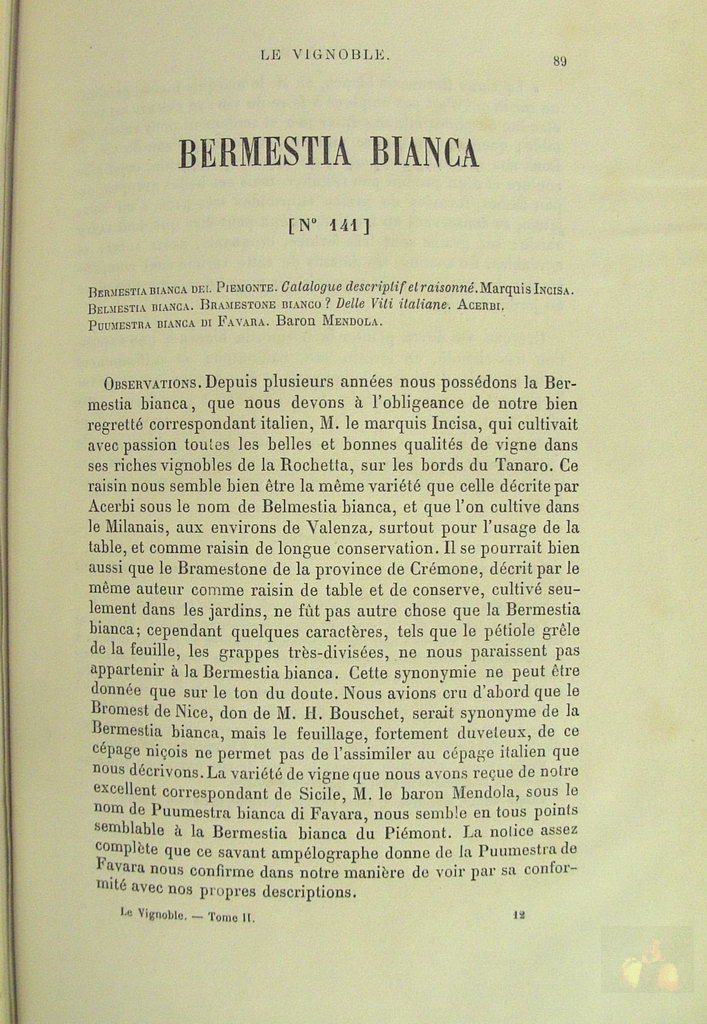 LE VIGNOBLE.
89
BERMESTIA BIANCA
[N° 141]
BERMESTIA BIANCA DEL PIEMONTE. Catalogue descriptif et raisonné. Marquis INCISA.
BELMESTIA BIANCA. BRAMESTONE BIANCO ? Delle Viti italiane. ACERBI.
PUUMESTRA BIANCA DI FAVARA. Baron MENDOLA.
OBSERVATIONS. Depuis plusieurs années nous possédons la Ber-
mestia bianca, que nous devons à l'obligeance de notre bien
regretté correspondant italien, M. le marquis Incisa, qui cultivait
avec passion toutes les belles et bonnes qualités de vigne dans
ses riches vignobles de la Rochetta, sur les bords du Tanaro. Ce
raisin nous semble bien être la même variété que celle décrite par
Acerbi sous le nom de Belmestia bianca, et que l'on cultive dans
le Milanais, aux environs de Valenza, surtout pour l'usage de la
table, et comme raisin de longue conservation. Il se pourrait bien
aussi que le Bramestone de la province de Crémone, décrit par le
même auteur comme raisin de table et de conserve, cultivé seu-
lement dans les jardins, ne fût pas autre chose que la Bermestia
bianca; cependant quelques caractères, tels que le pétiole grêle
de la feuille, les grappes très-divisées, ne nous paraissent pas
appartenir à la Bermestia bianca. Cette synonymie ne peut être
donnée que sur le ton du doute. Nous avions cru d'abord que le
Bromest de Nice, don de M. H. Bouschet, serait synonyme de la
Bermestia bianca, mais le feuillage, fortement duveteux, de ce
cépage niçois ne permet pas de l'assimiler au cépage italien que
nous décrivons. La variété de vigne que nous avons reçue de notre
excellent correspondant de Sicile, M. le baron Mendola, sous le
nom de Puumestra bianca di Favara, nous semble en tous points
semblable à la Bermestia bianca du Piémont. La notice assez
complète que ce savant ampélographe donne de la Puumestra de
Favara nous confirme dans notre manière de voir par sa confor-
mité avec nos propres descriptions.
Le Vignoble. — Tome II.
12